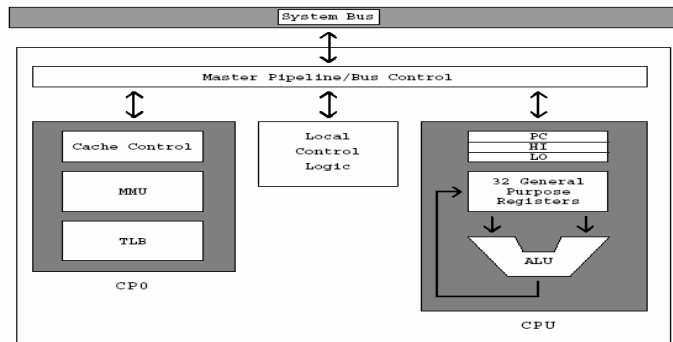 System Bus
Master Pipeline/Bus Control
Cache Control
MMU
TLB
CP0
Local
Control
Logic
PC
HI
LO
32 General
Purpose
Registers
ALU
CPU